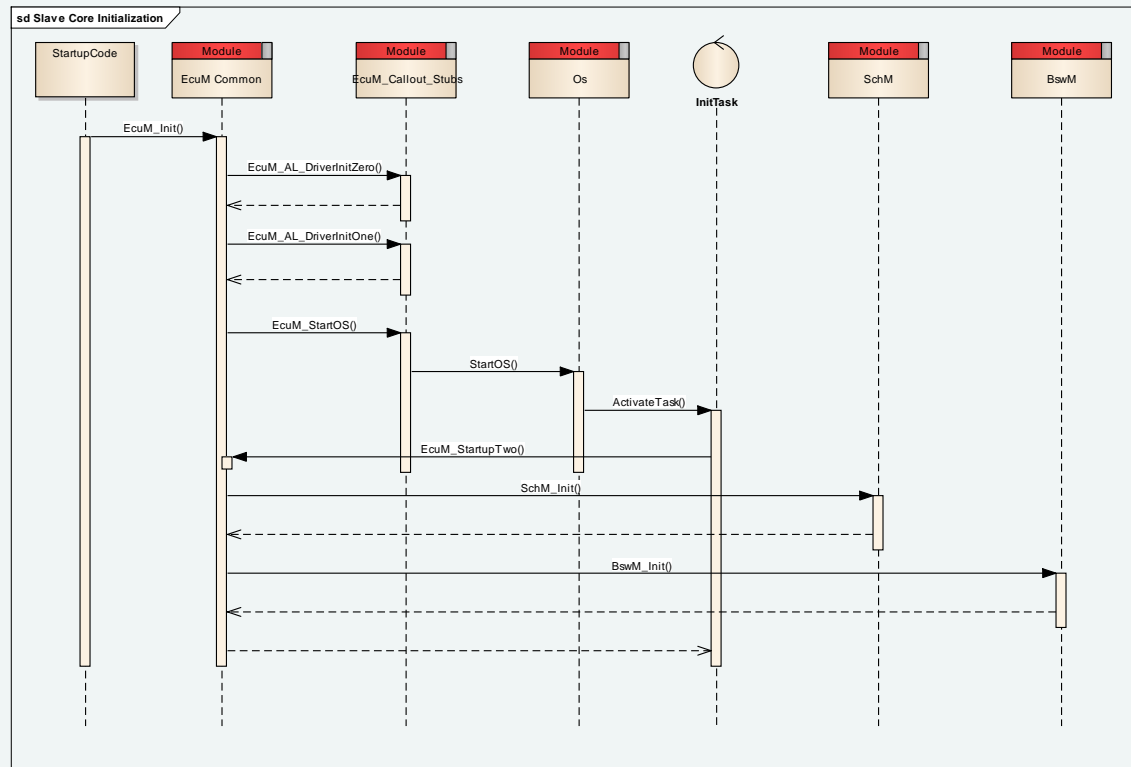 sd Slave Core Initialization
StartupCode
Module
EcuM Common
Module
EcuM_Callout_Stubs
Module
Os
InitTask
Module
SchM
Module
BswM
EcuM_Init()
EcuM_AL_DriverInitZero()
EcuM_AL_DriverInitOne()
EcuM_StartOS()
StartOS()
ActivateTask()
EcuM_StartupTwo()
SchM_Init()
BswM_Init()